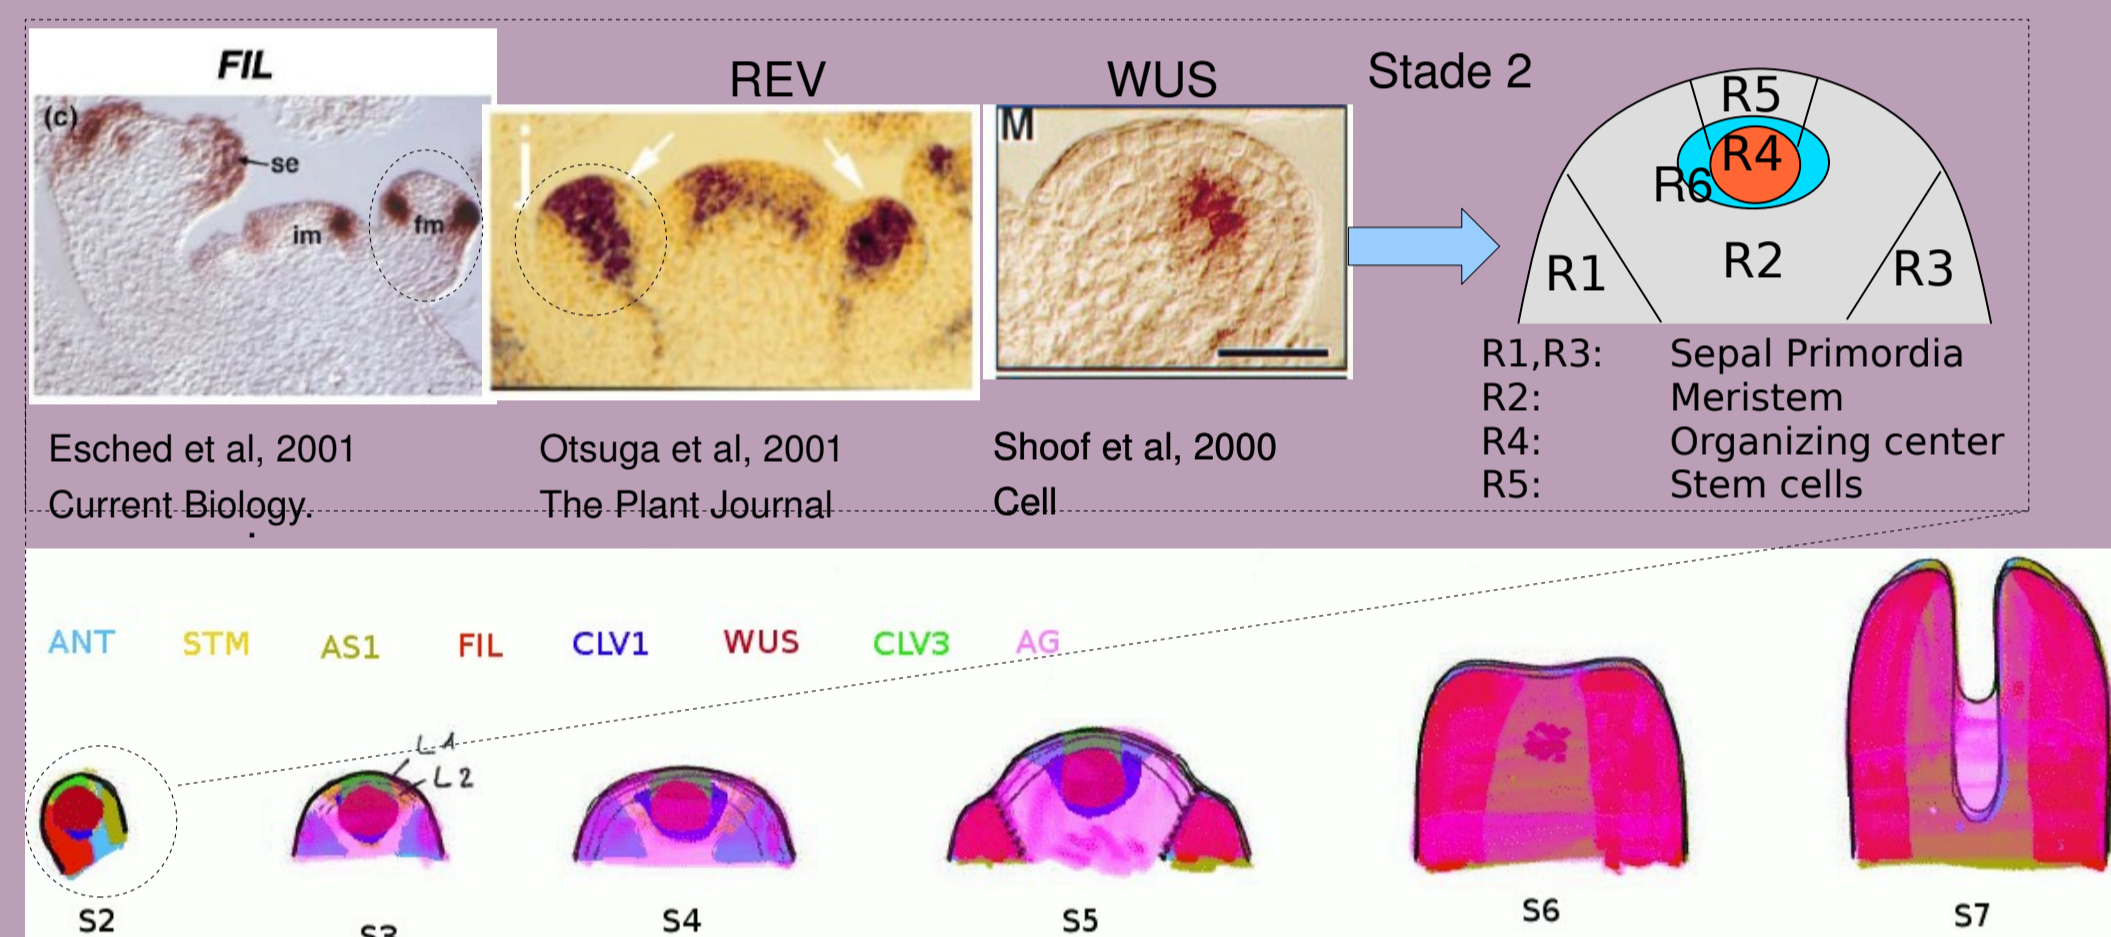 FIL
REV
WUS
Stade 2
(c)
se
im
fm
i
M
R5
R4
R6
R1
R2
R3
R1,R3: Sepal Primordia
R2: Meristem
R4: Organizing center
R5: Stem cells
Esched et al, 2001
Current Biology.
.
Otsuga et al, 2001
The Plant Journal
Shoof et al, 2000
Cell
ANT STM AS1 FIL CLV1 WUS CLV3 AG
L1
L2
S2
S3
S4
S5
S6
S7